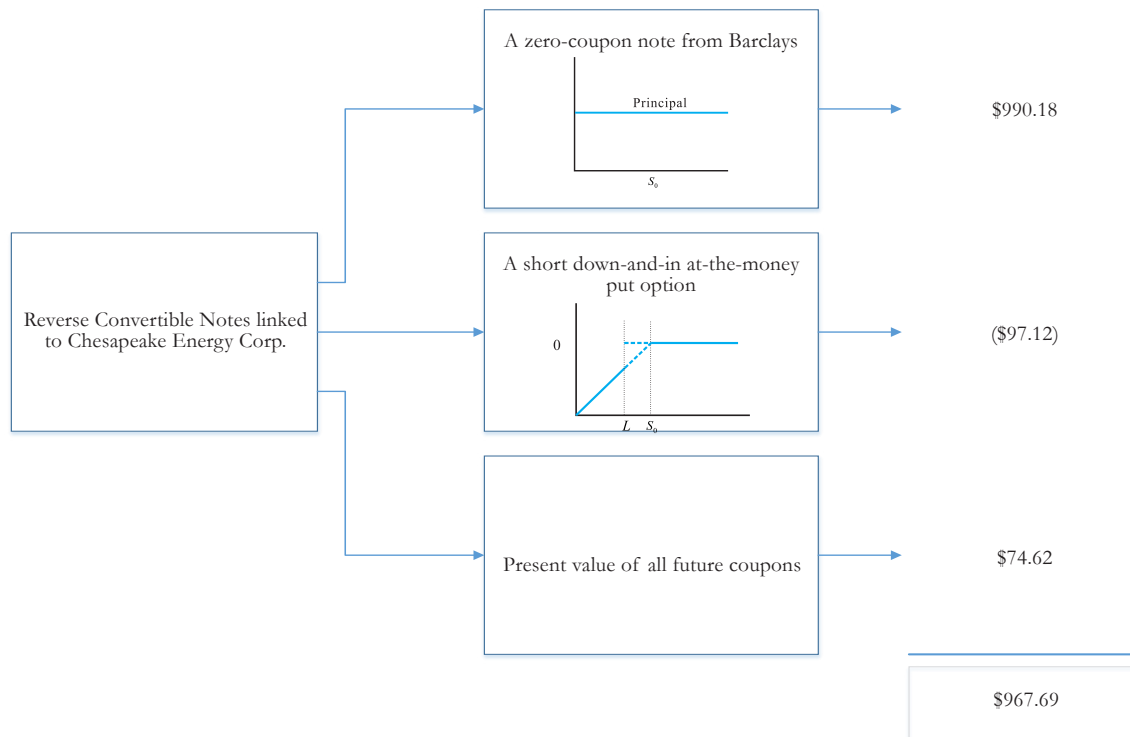 A zero-coupon note from Barclays
Principal
S₀
$990.18
Reverse Convertible Notes linked
to Chesapeake Energy Corp.
A short down-and-in at-the-money
put option
0
L S₀
($97.12)
Present value of all future coupons
$74.62
$967.69